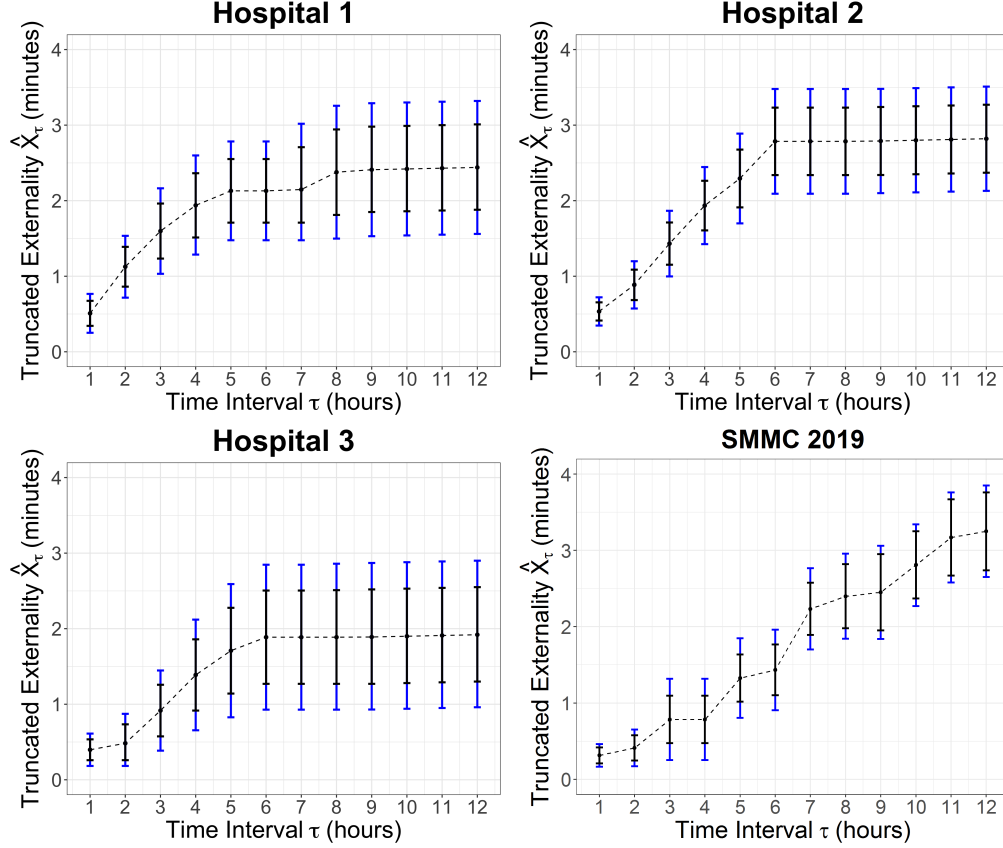 Hospital 1
Truncated Externality X̂τ (minutes)
4
3
2
1
0
1 2 3 4 5 6 7 8 9 10 11 12
Time Interval τ (hours)
Hospital 2
Truncated Externality X̂τ (minutes)
4
3
2
1
0
1 2 3 4 5 6 7 8 9 10 11 12
Time Interval τ (hours)
Hospital 3
Truncated Externality X̂τ (minutes)
4
3
2
1
0
1 2 3 4 5 6 7 8 9 10 11 12
Time Interval τ (hours)
SMMC 2019
Truncated Externality X̂τ (minutes)
4
3
2
1
0
1 2 3 4 5 6 7 8 9 10 11 12
Time Interval τ (hours)